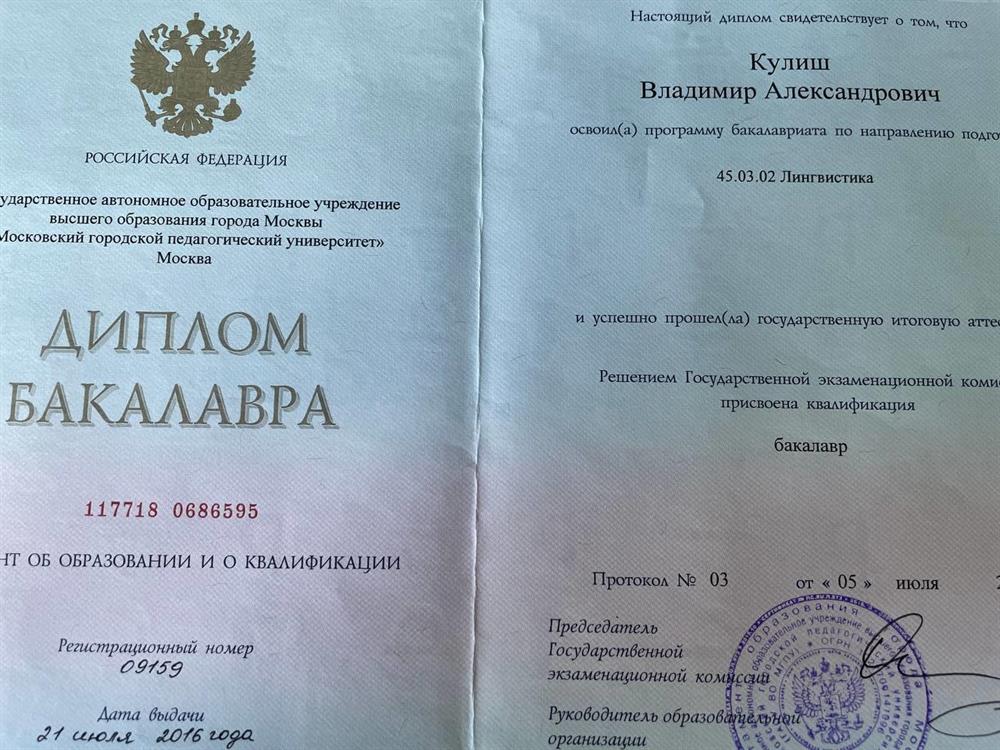 РОССИЙСКАЯ ФЕДЕРАЦИЯ
ударственное автономное образовательное учреждение
высшего образования города Москвы
Московский городской педагогический университет»
Москва
ДИПЛОМ
БАКАЛАВРА
117718 0686595
НТ ОБ ОБРАЗОВАНИИ И О КВАЛИФИКАЦИИ
Регистрационный номер
09159
Дата выдачи
21 июля 2016 года
Настоящий диплом свидетельствует о том, что
Кулиш
Владимир Александрович
освоил(а) программу бакалавриата по направлению подго
45.03.02 Лингвистика
и успешно прошел(ла) государственную итоговую атте
Решением Государственной экзаменационной коми
присвоена квалификация
бакалавр
Протокол № 03 от « 05 » июля 2
Председатель
Государственной
экзаменационной комиссии
Руководитель образовательной
организации